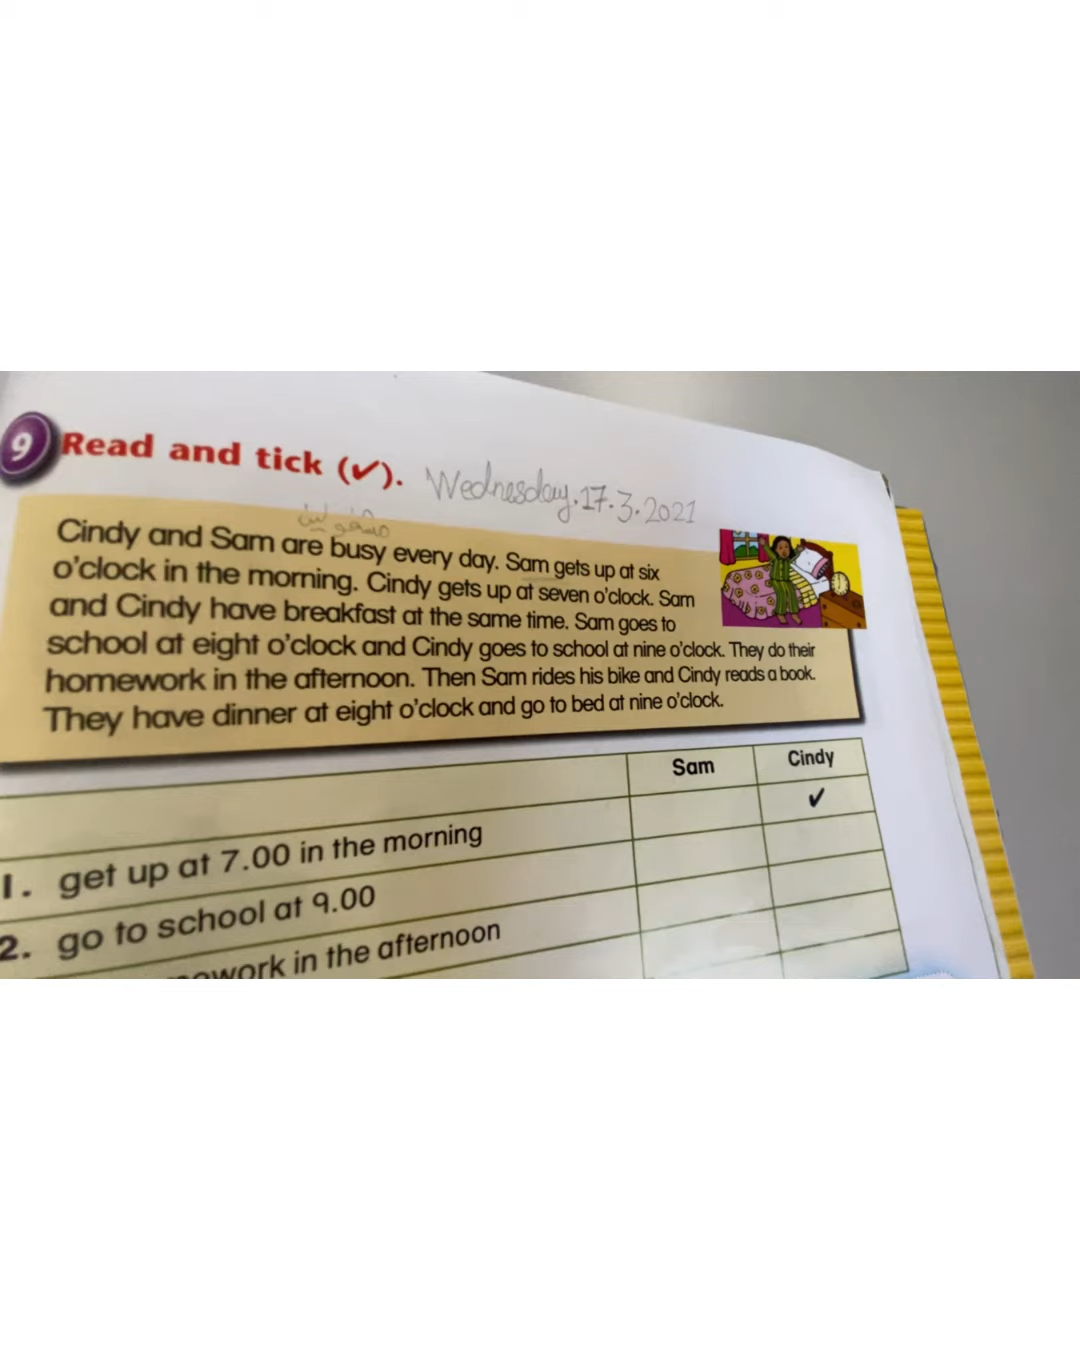 9 Read and tick (✓). Wednesday.17.3.2021
مشغولين
Cindy and Sam are busy every day. Sam gets up at six
o'clock in the morning. Cindy gets up at seven o'clock. Sam
and Cindy have breakfast at the same time. Sam goes to
school at eight o'clock and Cindy goes to school at nine o'clock. They do their
homework in the afternoon. Then Sam rides his bike and Cindy reads a book.
They have dinner at eight o'clock and go to bed at nine o'clock.
Sam Cindy
1. get up at 7.00 in the morning ✓
2. go to school at 9.00
in the afternoon